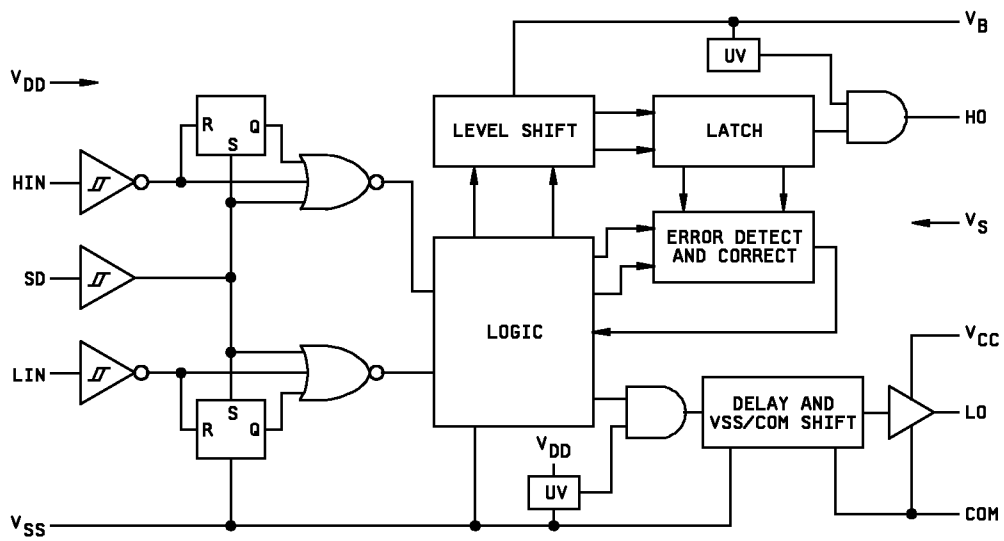 V_B
UV
V_DD
R Q
S
LEVEL SHIFT
LATCH
HO
HIN
V_S
ERROR DETECT
AND CORRECT
SD
LOGIC
V_CC
LIN
S
R Q
DELAY AND
VSS/COM SHIFT
LO
V_DD
UV
V_SS
COM